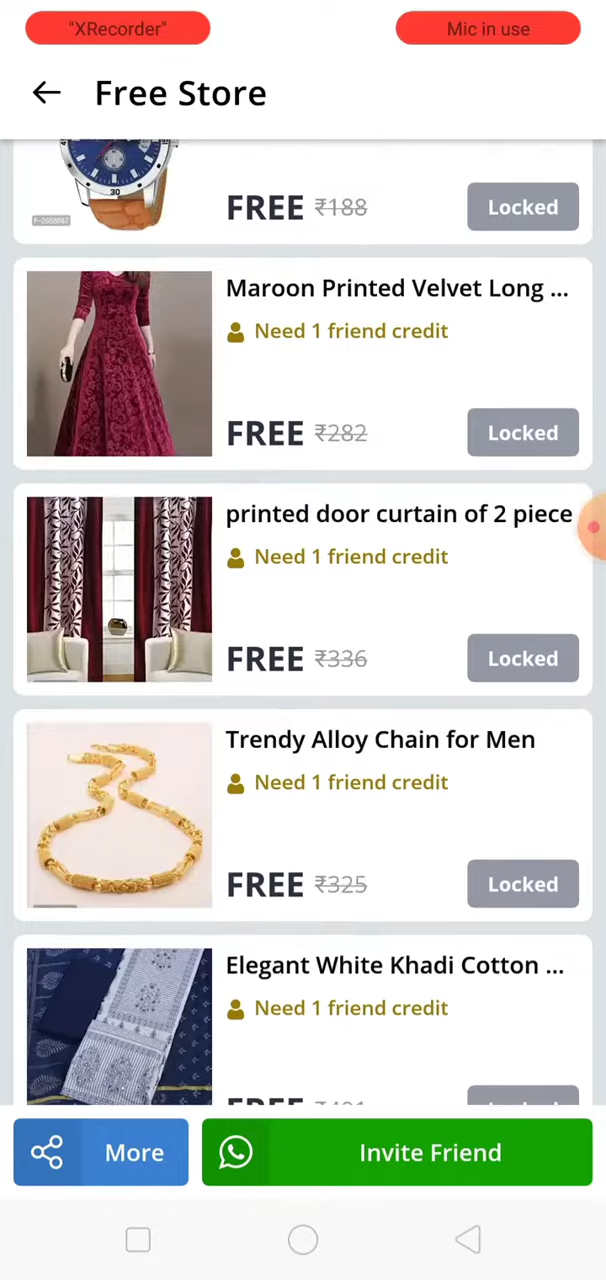 "XRecorder"
Mic in use
Free Store
30
FREE ₹188
Locked
Maroon Printed Velvet Long ...
Need 1 friend credit
FREE ₹282
Locked
printed door curtain of 2 piece
Need 1 friend credit
FREE ₹336
Locked
Trendy Alloy Chain for Men
Need 1 friend credit
FREE ₹325
Locked
Elegant White Khadi Cotton ...
Need 1 friend credit
FREE
More
Invite Friend